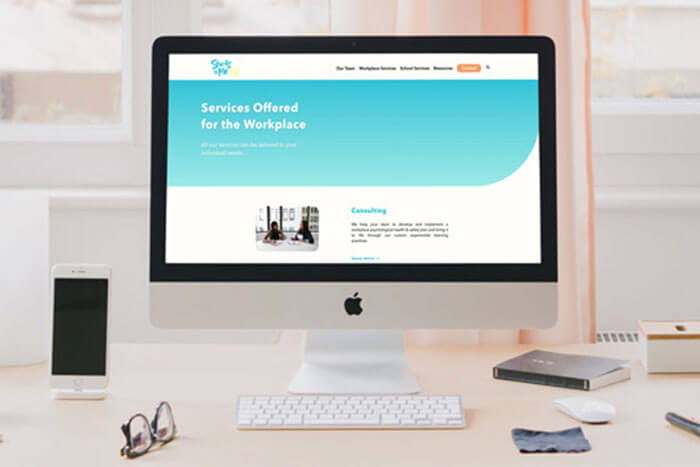 Our Team Workplace Services School Services Resources Contact
Services Offered
for the Workplace
All our services can be tailored to your
individual needs.
Consulting
We help your team to develop and implement a
workplace psychological health & safety plan and bring it
to life through our custom experiential learning
practices.
Learn more